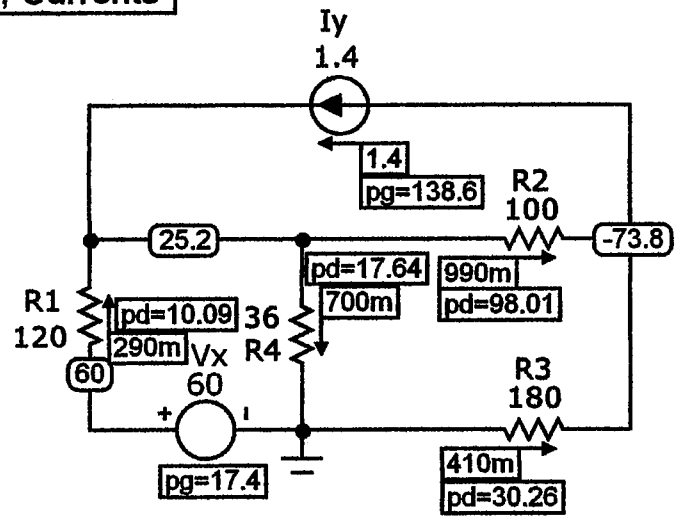 , Currents
Iy
1.4
1.4
pg=138.6
R2
100
25.2
-73.8
pd=17.64
990m
700m
pd=98.01
R1
120
pd=10.09
290m
36
R4
60
Vx
60
+
-
R3
180
pg=17.4
410m
pd=30.26